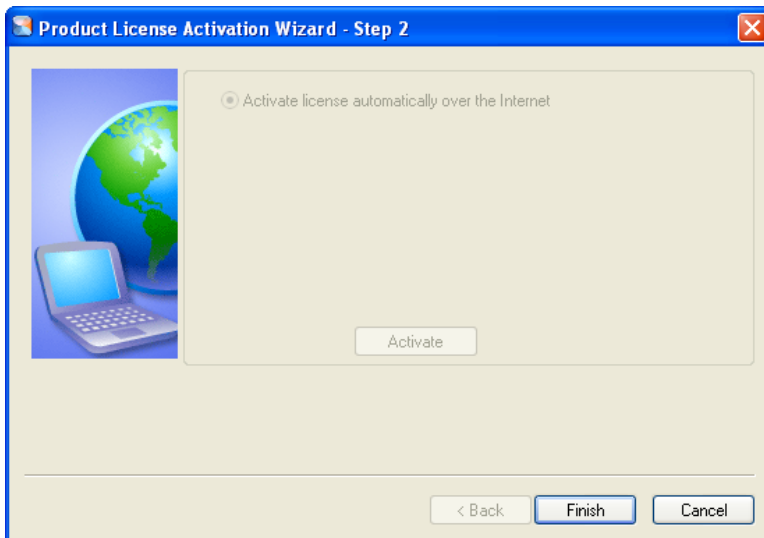 Product License Activation Wizard - Step 2
Activate license automatically over the Internet
Activate
< Back
Finish
Cancel